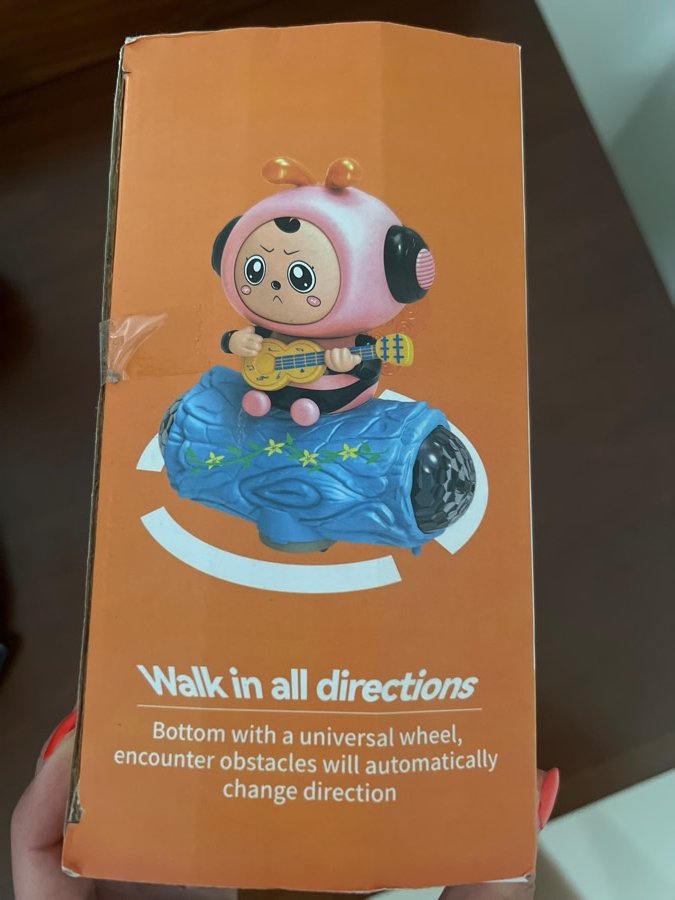 Walk in all directions
Bottom with a universal wheel,
encounter obstacles will automatically
change direction